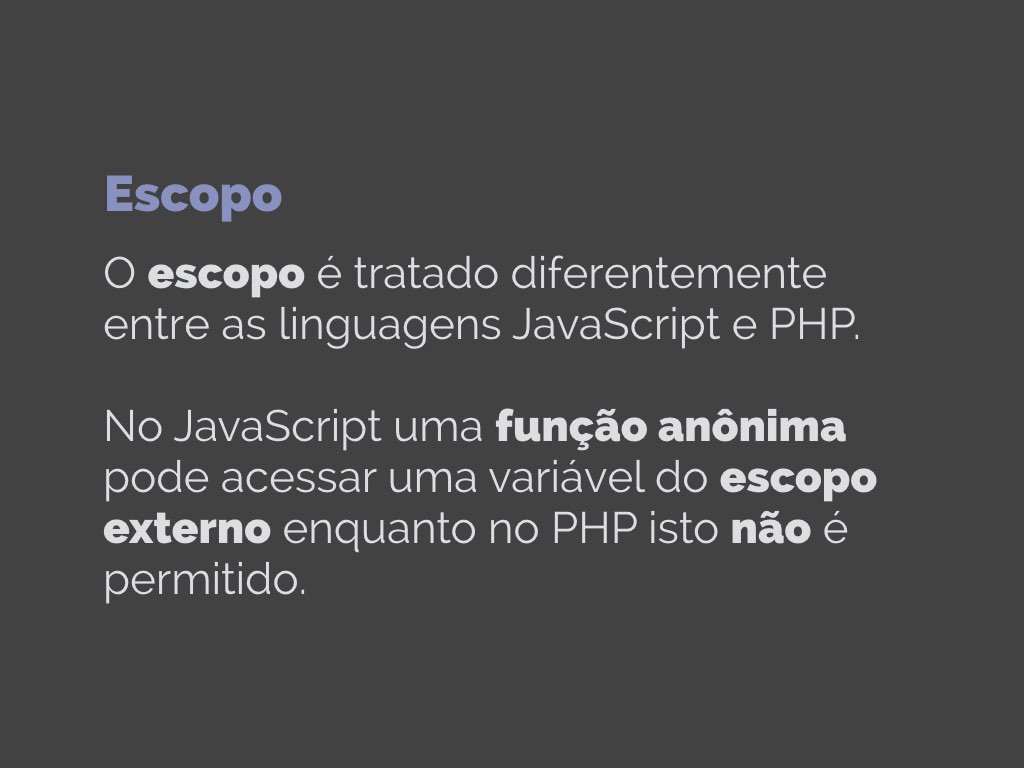 Escopo
O escopo é tratado diferentemente
entre as linguagens JavaScript e PHP.
No JavaScript uma função anônima
pode acessar uma variável do escopo
externo enquanto no PHP isto não é
permitido.